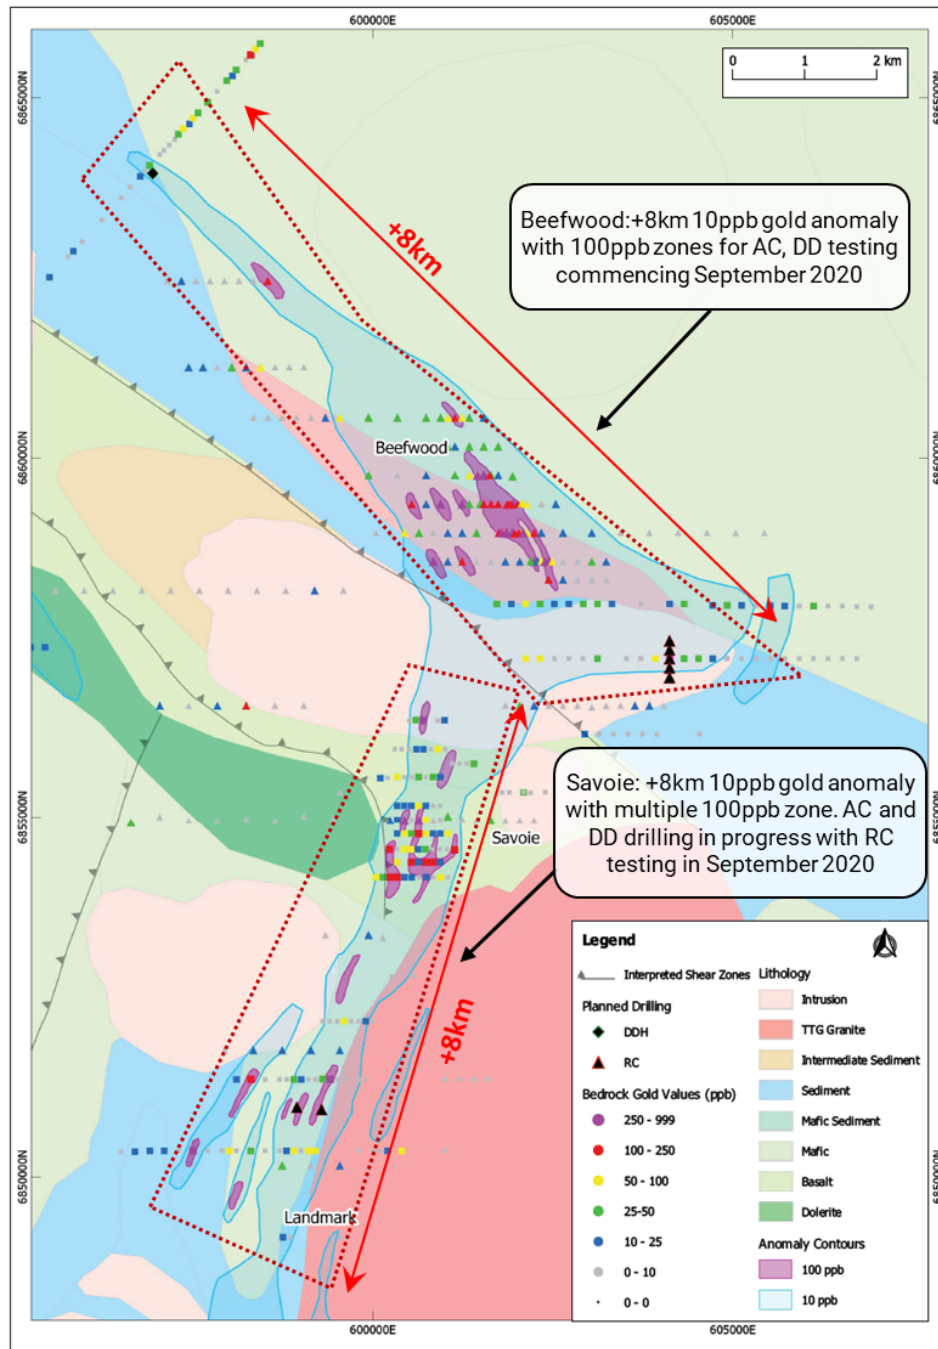 600000E
605000E
0 1 2 km
6865000N
6865000N
Beefwood:+8km 10ppb gold anomaly
with 100ppb zones for AC, DD testing
commencing September 2020
+8km
Beefwood
6860000N
6860000N
Savoie: +8km 10ppb gold anomaly
with multiple 100ppb zone. AC and
DD drilling in progress with RC
testing in September 2020
Savoie
6855000N
6855000N
+8km
Landmark
6850000N
6850000N
Legend
Interpreted Shear Zones
Planned Drilling
DDH
RC
Bedrock Gold Values (ppb)
250 - 999
100 - 250
50 - 100
25-50
10 - 25
0 - 10
0 - 0
Lithology
Intrusion
TTG Granite
Intermediate Sediment
Sediment
Mafic Sediment
Mafic
Basalt
Dolerite
Anomaly Contours
100 ppb
10 ppb
600000E
605000E